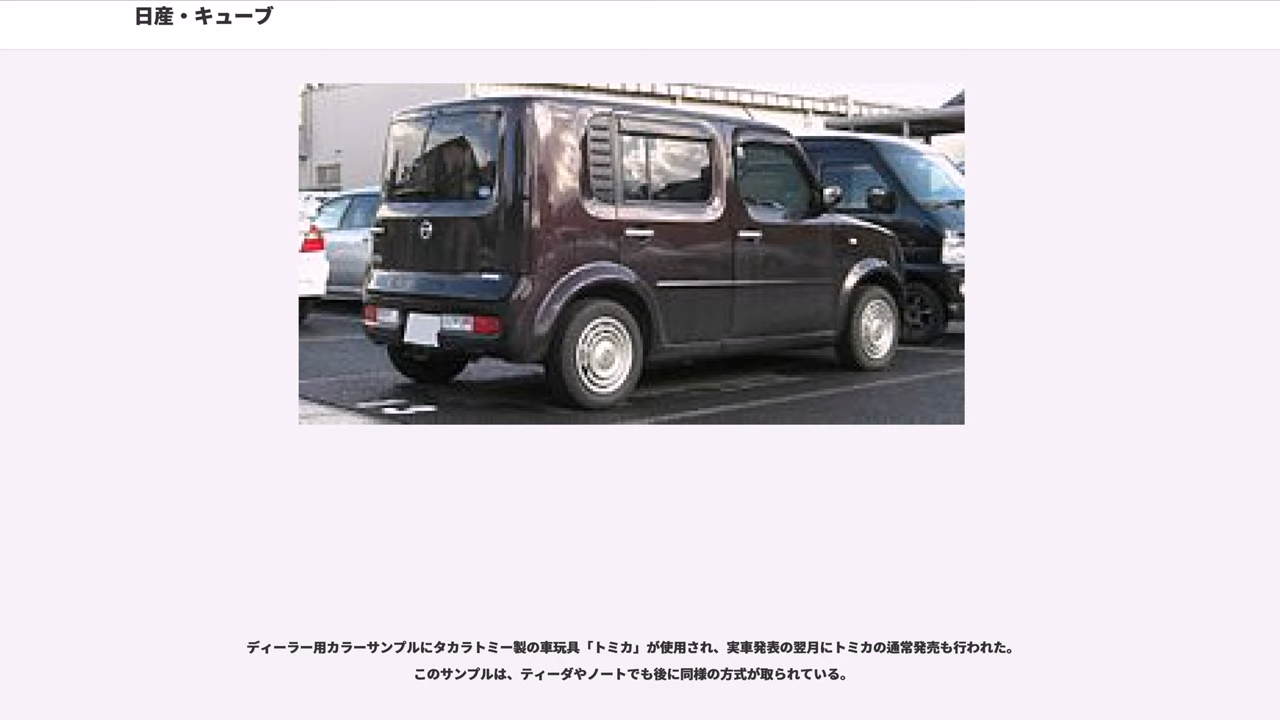 日産・キューブ
ディーラー用カラーサンプルにタカラトミー製の車玩具「トミカ」が使用され、実車発表の翌月にトミカの通常発売も行われた。
このサンプルは、ティーダやノートでも後に同様の方式が取られている。